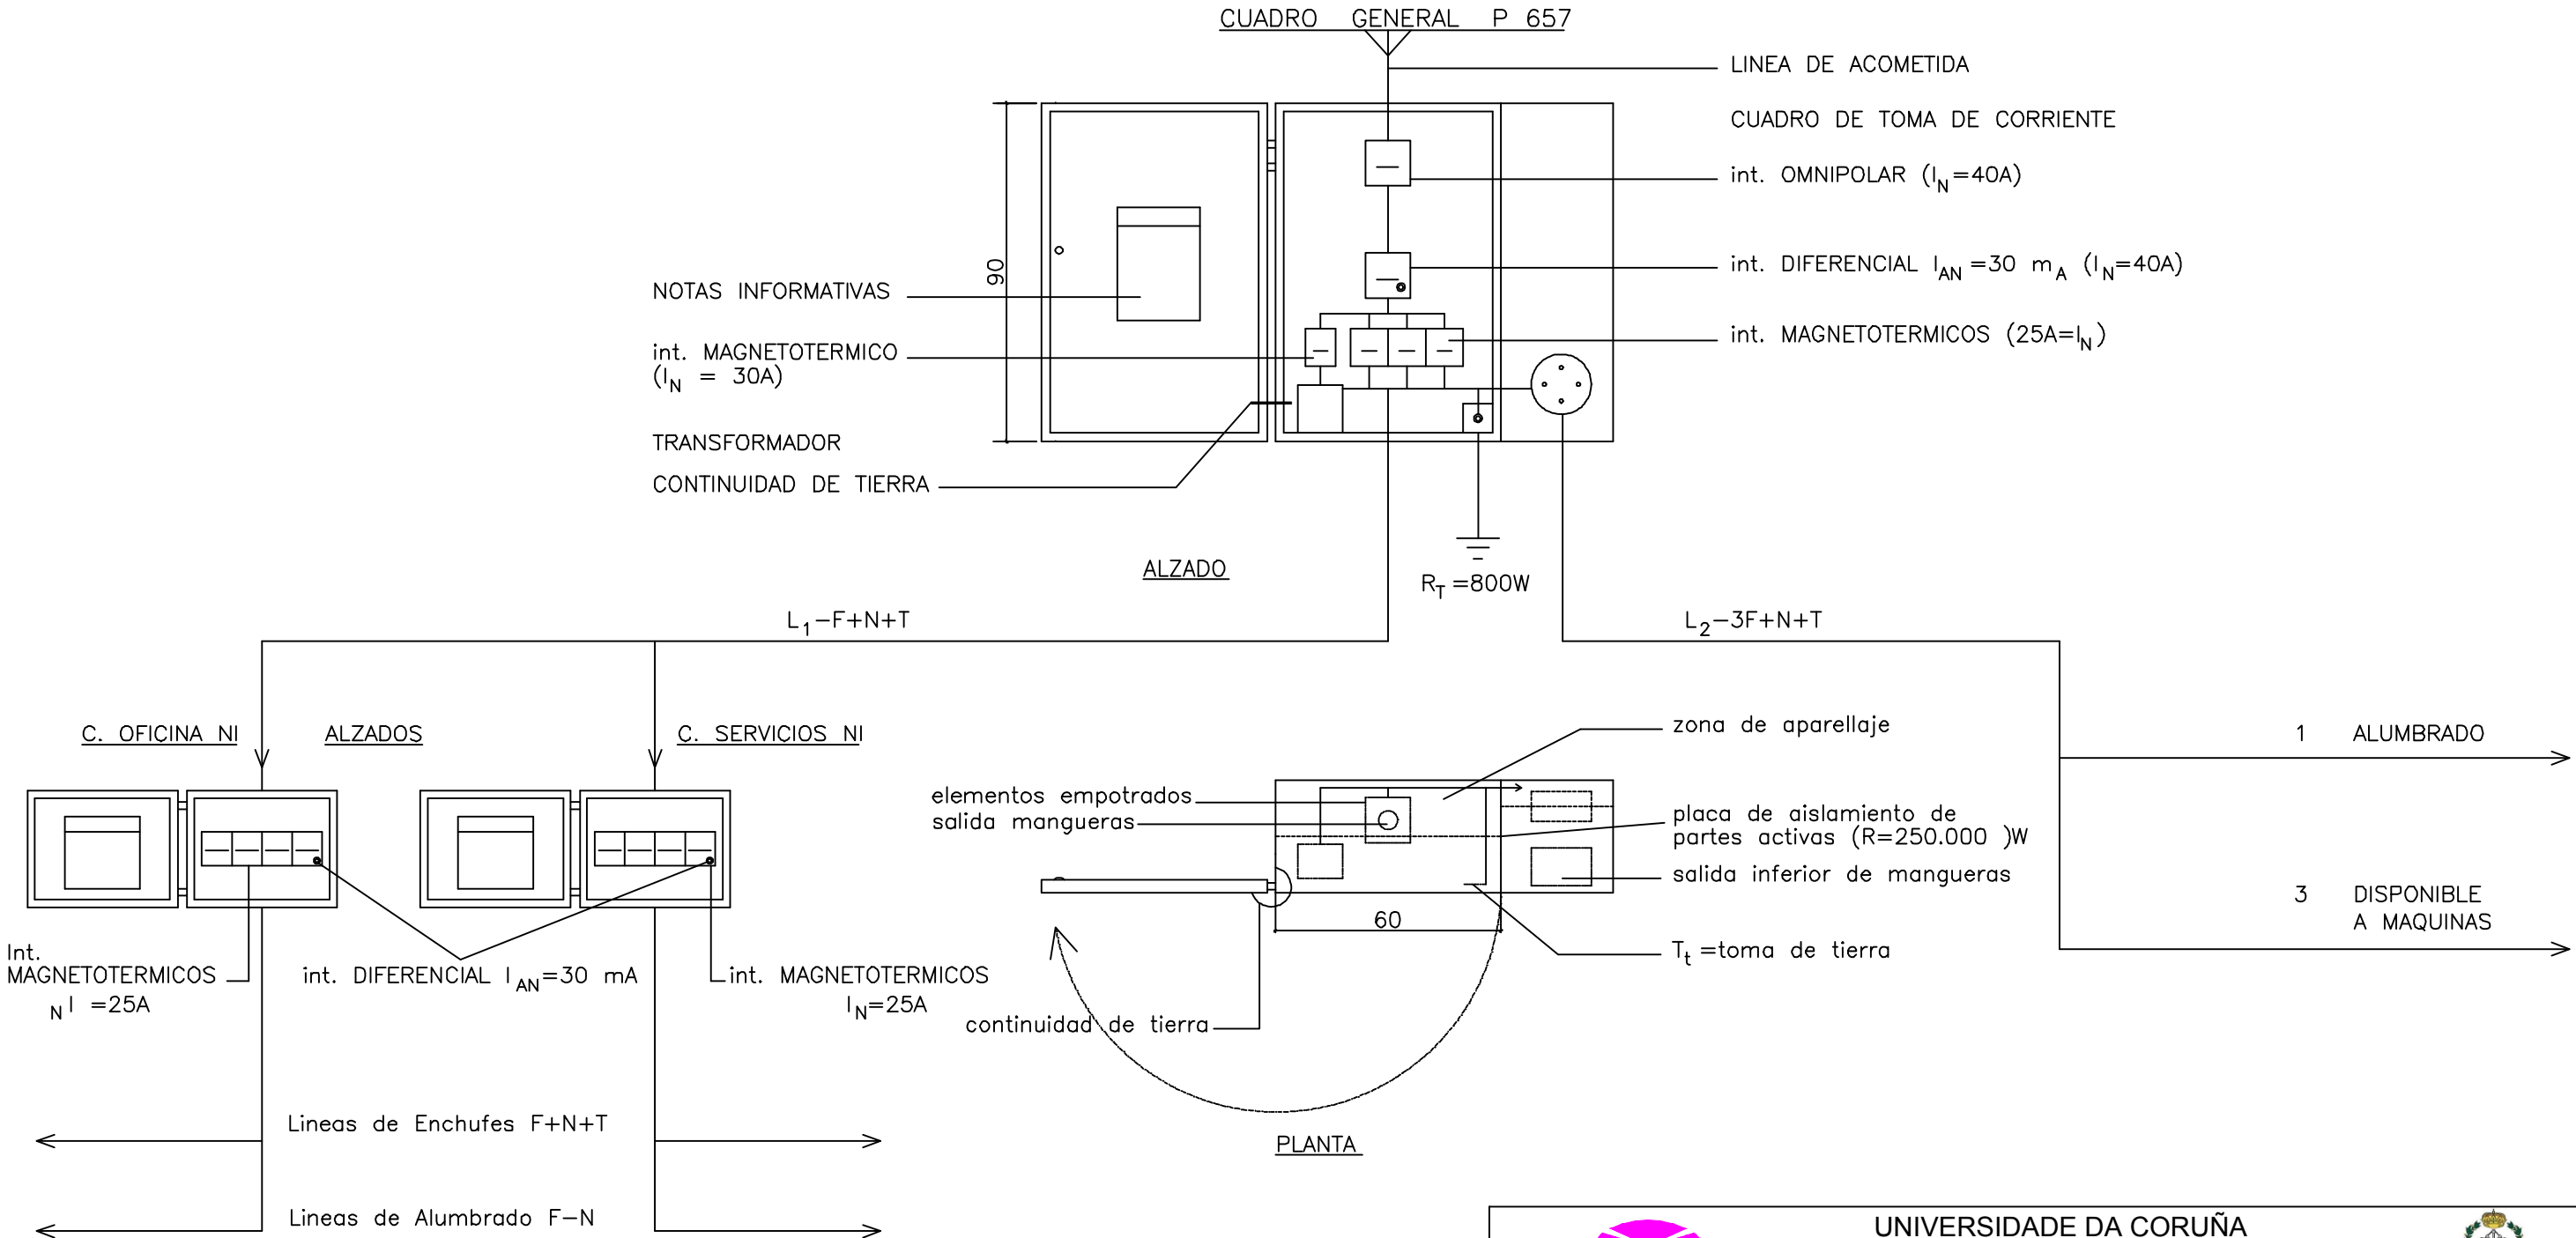 CUADRO GENERAL P 657
LINEA DE ACOMETIDA
CUADRO DE TOMA DE CORRIENTE
int. OMNIPOLAR (IN=40A)
int. DIFERENCIAL IAN=30 mA (IN=40A)
int. MAGNETOTERMICOS (25A=IN)
90
NOTAS INFORMATIVAS
int. MAGNETOTERMICO
(IN = 30A)
TRANSFORMADOR
CONTINUIDAD DE TIERRA
ALZADO
RT=800W
L1-F+N+T
L2-3F+N+T
C. OFICINA NI
ALZADOS
C. SERVICIOS NI
Int.
MAGNETOTERMICOS
N I =25A
int. DIFERENCIAL IAN=30 mA
int. MAGNETOTERMICOS
IN=25A
Lineas de Enchufes F+N+T
Lineas de Alumbrado F-N
zona de aparellaje
elementos empotrados
salida mangueras
placa de aislamiento de
partes activas (R=250.000 )W
salida inferior de mangueras
60
Tt=toma de tierra
continuidad de tierra
PLANTA
1 ALUMBRADO
3 DISPONIBLE
A MAQUINAS
UNIVERSIDADE DA CORUÑA